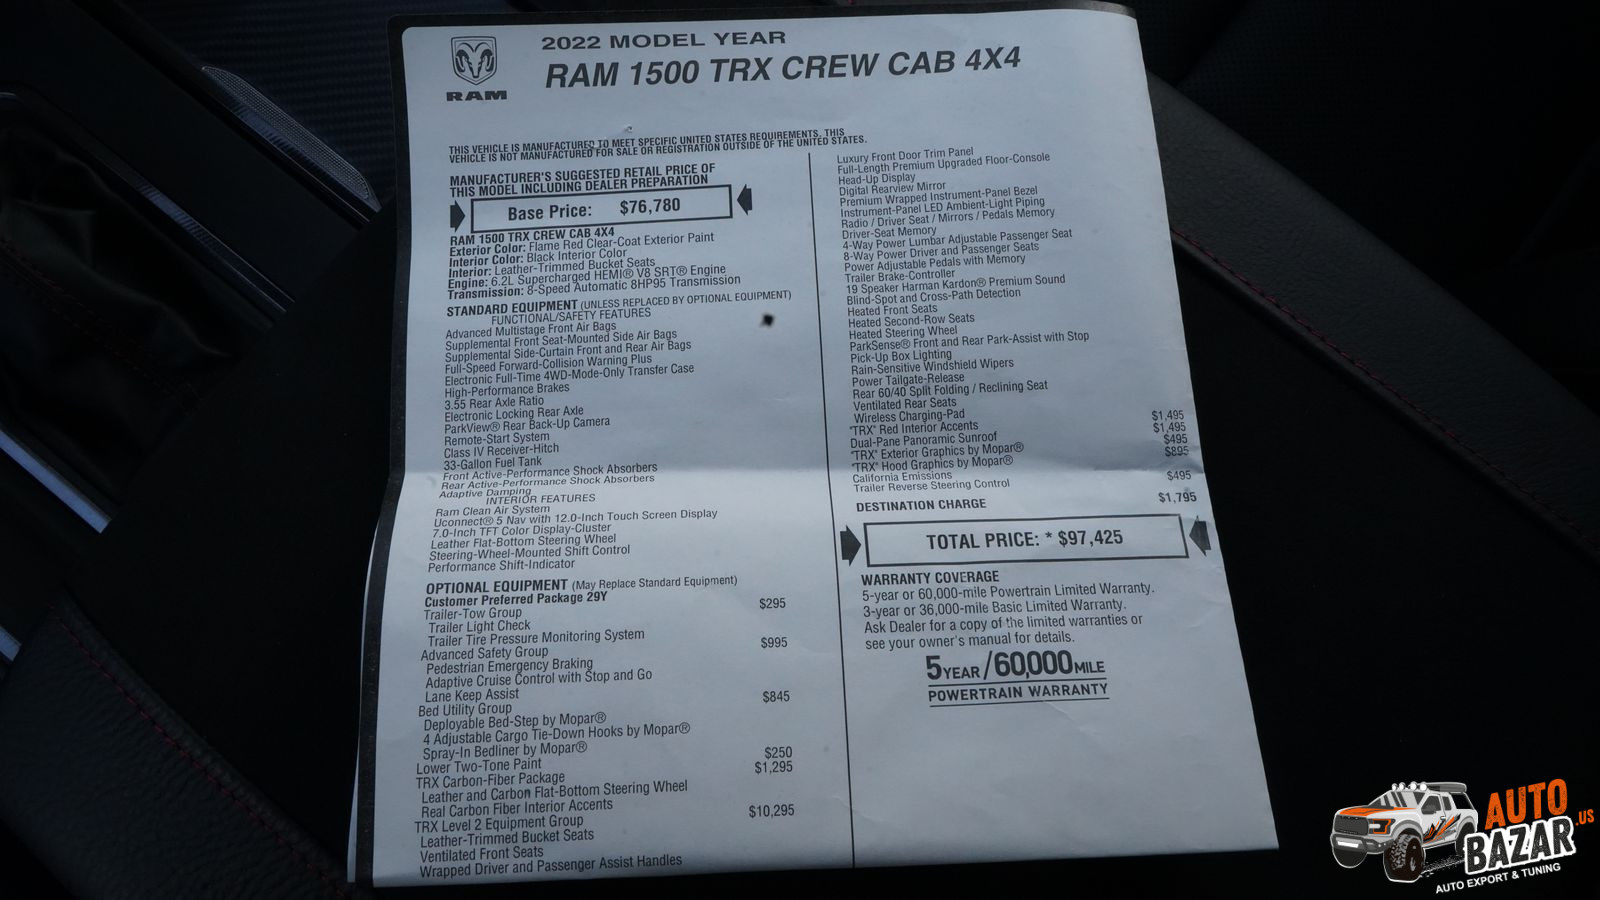 RAM
2022 MODEL YEAR
RAM 1500 TRX CREW CAB 4X4
THIS VEHICLE IS MANUFACTURED TO MEET SPECIFIC UNITED STATES REQUIREMENTS. THIS
VEHICLE IS NOT MANUFACTURED FOR SALE OR REGISTRATION OUTSIDE OF THE UNITED STATES.
MANUFACTURER'S SUGGESTED RETAIL PRICE OF
THIS MODEL INCLUDING DEALER PREPARATION
Base Price: $76,780
RAM 1500 TRX CREW CAB 4X4
Exterior Color: Flame Red Clear-Coat Exterior Paint
Interior Color: Black Interior Color
Interior: Leather-Trimmed Bucket Seats
Engine: 6.2L Supercharged HEMI® V8 SRT® Engine
Transmission: 8-Speed Automatic 8HP95 Transmission
STANDARD EQUIPMENT (UNLESS REPLACED BY OPTIONAL EQUIPMENT)
FUNCTIONAL/SAFETY FEATURES
Advanced Multistage Front Air Bags
Supplemental Front Seat-Mounted Side Air Bags
Supplemental Side-Curtain Front and Rear Air Bags
Full-Speed Forward-Collision Warning Plus
Electronic Full-Time 4WD-Mode-Only Transfer Case
High-Performance Brakes
3.55 Rear Axle Ratio
Electronic Locking Rear Axle
ParkView® Rear Back-Up Camera
Remote-Start System
Class IV Receiver-Hitch
33-Gallon Fuel Tank
Front Active-Performance Shock Absorbers
Rear Active-Performance Shock Absorbers
Adaptive Damping
INTERIOR FEATURES
Ram Clean Air System
Uconnect® 5 Nav with 12.0-Inch Touch Screen Display
7.0-Inch TFT Color Display-Cluster
Leather Flat-Bottom Steering Wheel
Steering-Wheel-Mounted Shift Control
Performance Shift-Indicator
OPTIONAL EQUIPMENT (May Replace Standard Equipment)
Customer Preferred Package 29Y
Trailer-Tow Group $295
Trailer Light Check
Trailer Tire Pressure Monitoring System
Advanced Safety Group $995
Pedestrian Emergency Braking
Adaptive Cruise Control with Stop and Go
Lane Keep Assist
Bed Utility Group $845
Deployable Bed-Step by Mopar®
4 Adjustable Cargo Tie-Down Hooks by Mopar®
Spray-In Bedliner by Mopar®
Lower Two-Tone Paint $250
TRX Carbon-Fiber Package $1,295
Leather and Carbon Flat-Bottom Steering Wheel
Real Carbon Fiber Interior Accents
TRX Level 2 Equipment Group $10,295
Leather-Trimmed Bucket Seats
Ventilated Front Seats
Wrapped Driver and Passenger Assist Handles
Luxury Front Door Trim Panel
Full-Length Premium Upgraded Floor-Console
Head-Up Display
Digital Rearview Mirror
Premium Wrapped Instrument-Panel Bezel
Instrument-Panel LED Ambient-Light Piping
Radio / Driver Seat / Mirrors / Pedals Memory
Driver-Seat Memory
4-Way Power Lumbar Adjustable Passenger Seat
8-Way Power Driver and Passenger Seats
Power Adjustable Pedals with Memory
Trailer Brake-Controller
19 Speaker Harman Kardon® Premium Sound
Blind-Spot and Cross-Path Detection
Heated Front Seats
Heated Second-Row Seats
Heated Steering Wheel
ParkSense® Front and Rear Park-Assist with Stop
Pick-Up Box Lighting
Rain-Sensitive Windshield Wipers
Power Tailgate-Release
Rear 60/40 Split Folding / Reclining Seat
Ventilated Rear Seats
Wireless Charging-Pad
"TRX" Red Interior Accents $1,495
Dual-Pane Panoramic Sunroof $1,495
"TRX" Exterior Graphics by Mopar® $495
"TRX" Hood Graphics by Mopar® $895
California Emissions
Trailer Reverse Steering Control $495
DESTINATION CHARGE $1,795
TOTAL PRICE: * $97,425
WARRANTY COVERAGE
5-year or 60,000-mile Powertrain Limited Warranty.
3-year or 36,000-mile Basic Limited Warranty.
Ask Dealer for a copy of the limited warranties or
see your owner's manual for details.
5 YEAR/60,000 MILE
POWERTRAIN WARRANTY
AUTO
BAZAR.US
AUTO EXPORT & TUNING